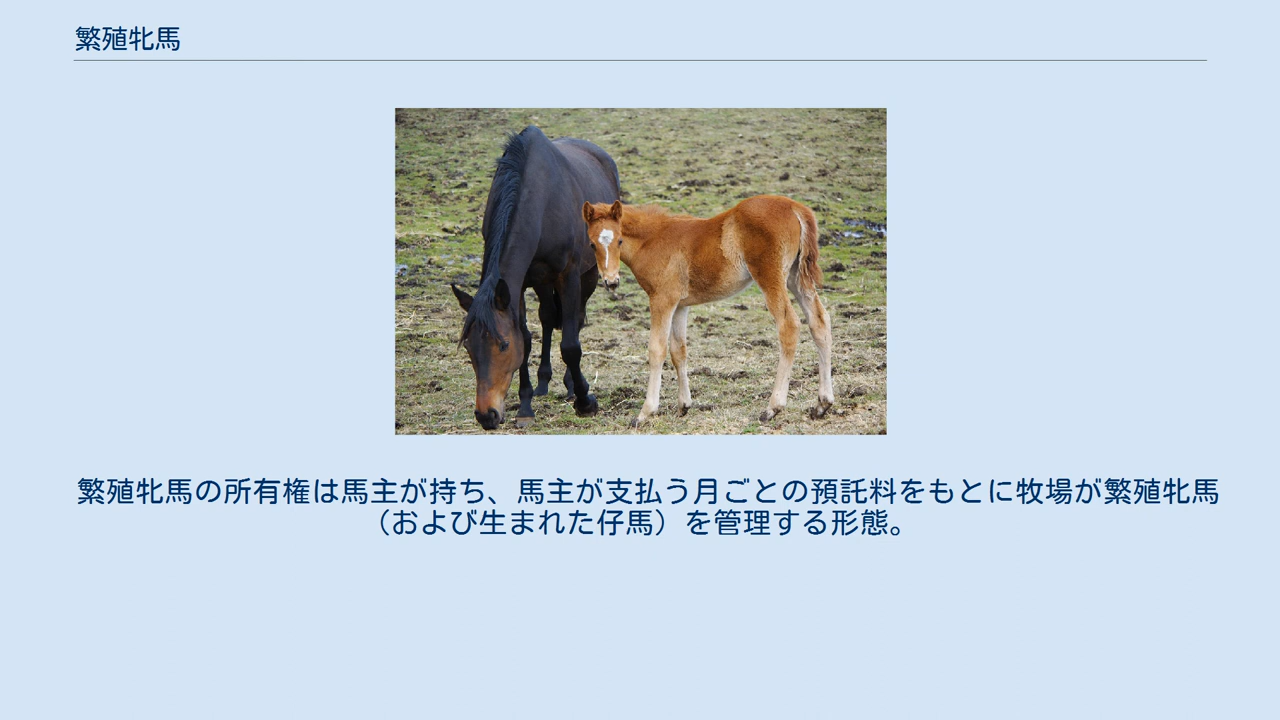 繁殖牝馬
繁殖牝馬の所有権は馬主が持ち、馬主が支払う月ごとの預託料をもとに牧場が繁殖牝馬
（および生まれた仔馬）を管理する形態。